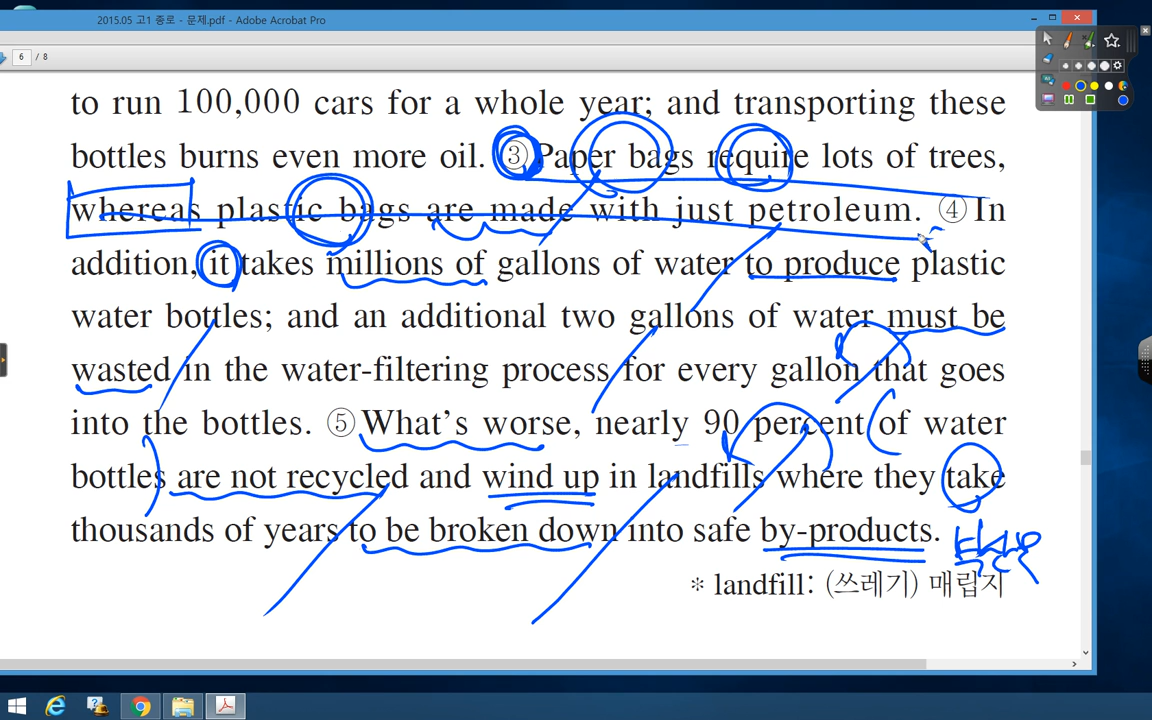 2015.05 고1 종로 - 문제.pdf - Adobe Acrobat Pro
6 / 8
to run 100,000 cars for a whole year; and transporting these
bottles burns even more oil. ③ Paper bags require lots of trees,
whereas plastic bags are made with just petroleum. ④ In
addition, it takes millions of gallons of water to produce plastic
water bottles; and an additional two gallons of water must be
wasted in the water-filtering process for every gallon that goes
into the bottles. ⑤ What's worse, nearly 90 percent of water
bottles are not recycled and wind up in landfills where they take
thousands of years to be broken down into safe by-products.
부산물
* landfill: (쓰레기) 매립지